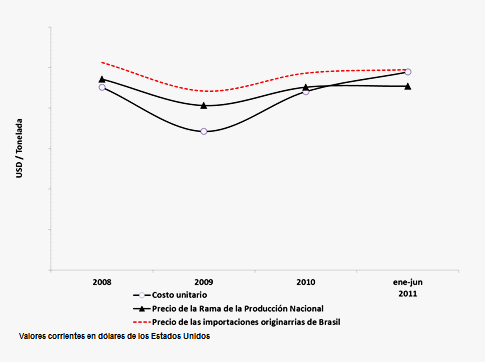 USD / Tonelada
2008 2009 2010 ene-jun
2011
Costo unitario
Precio de la Rama de la Producción Nacional
Precio de las importaciones originarrias de Brasil
Valores corrientes en dólares de los Estados Unidos